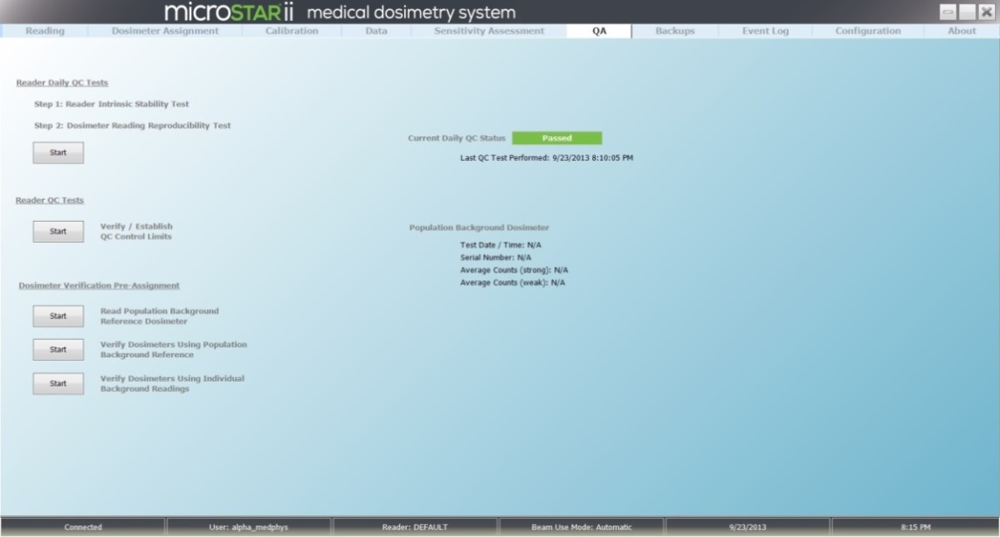 microSTARii medical dosimetry system
Reading Dosimeter Assignment Calibration Data Sensitivity Assessment QA Backups Event Log Configuration About
Reader Daily QC Tests
Step 1: Reader Intrinsic Stability Test
Step 2: Dosimeter Reading Reproducibility Test
Start
Current Daily QC Status Passed
Last QC Test Performed: 9/23/2013 8:10:05 PM
Reader QC Tests
Start
Verify / Establish
QC Control Limits
Population Background Dosimeter
Test Date / Time: N/A
Serial Number: N/A
Average Counts (strong): N/A
Average Counts (weak): N/A
Dosimeter Verification Pre-Assignment
Start
Read Population Background
Reference Dosimeter
Start
Verify Dosimeters Using Population
Background Reference
Start
Verify Dosimeters Using Individual
Background Readings
Connected User: alpha_medphys Reader: DEFAULT Beam Use Mode: Automatic 9/23/2013 8:15 PM